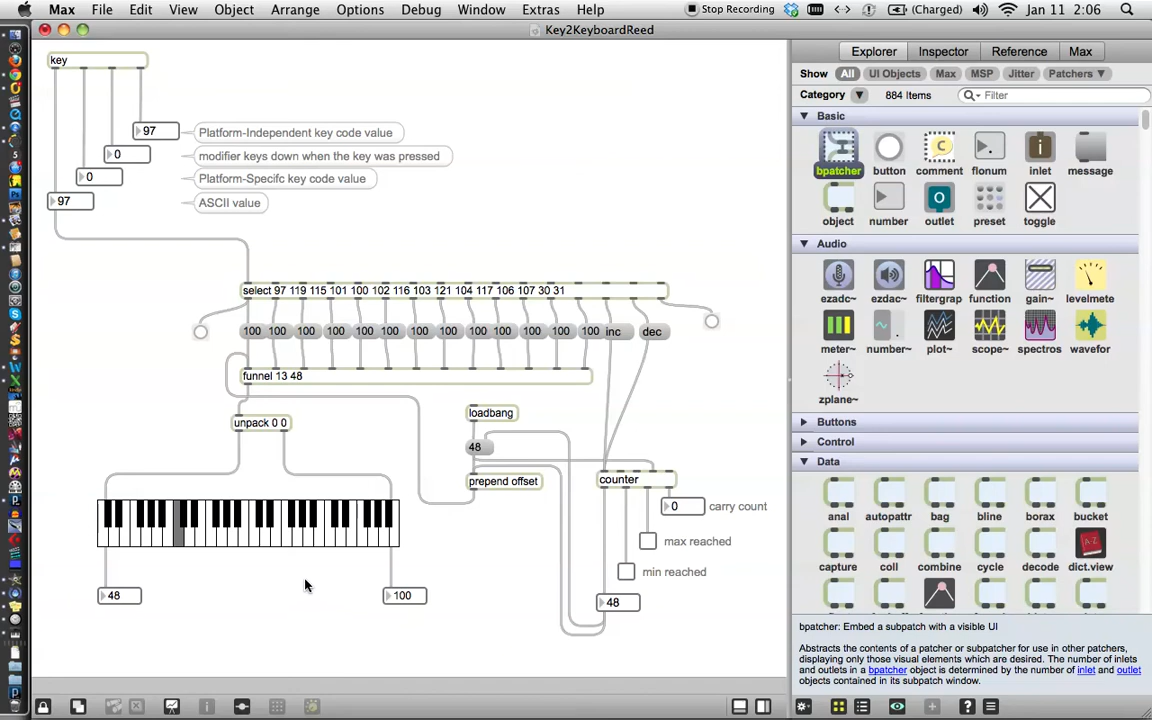 Max File Edit View Object Arrange Options Debug Window Extras Help Stop Recording (Charged) Jan 11 2:06
Key2KeyboardReed
key
97 Platform-Independent key code value
0 modifier keys down when the key was pressed
0 Platform-Specifc key code value
97 ASCII value
select 97 119 115 101 100 102 116 103 121 104 117 106 107 30 31
100 100 100 100 100 100 100 100 100 100 100 100 100 inc dec
funnel 13 48
loadbang
unpack 0 0
48
prepend offset
counter
0 carry count
max reached
min reached
48
48
100
Explorer Inspector Reference Max
Show All UI Objects Max MSP Jitter Patchers ▼
Category ▼ 884 Items Filter
Basic
bpatcher button comment flonum inlet message
object number outlet preset toggle
Audio
ezadc~ ezdac~ filtergrap function gain~ levelmete
meter~ number~ plot~ scope~ spectros wavefor
zplane~
Buttons
Control
Data
anal autopattr bag bline borax bucket
capture coll combine cycle decode dict.view
bpatcher: Embed a subpatch with a visible UI
Abstracts the contents of a patcher or subpatcher for use in other patchers,
displaying only those visual elements which are desired. The number of inlets
and outlets in a bpatcher object is determined by the number of inlet and outlet
objects contained in its subpatch window.